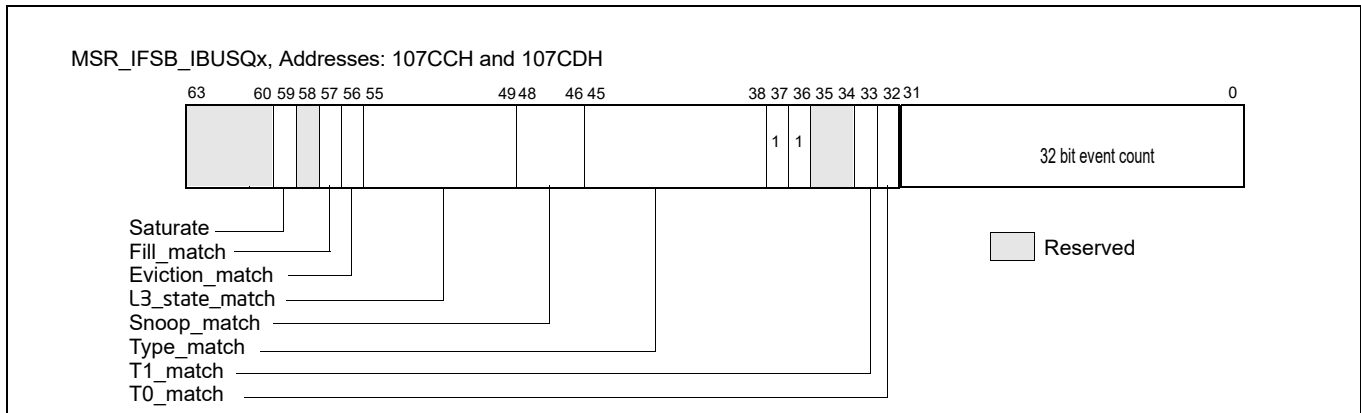 MSR_IFSB_IBUSQx, Addresses: 107CCH and 107CDH
63 60 59 58 57 56 55 49 48 46 45 38 37 36 35 34 33 32 31 0
1 1 32 bit event count
Saturate
Fill_match
Eviction_match
L3_state_match
Snoop_match
Type_match
T1_match
T0_match
Reserved